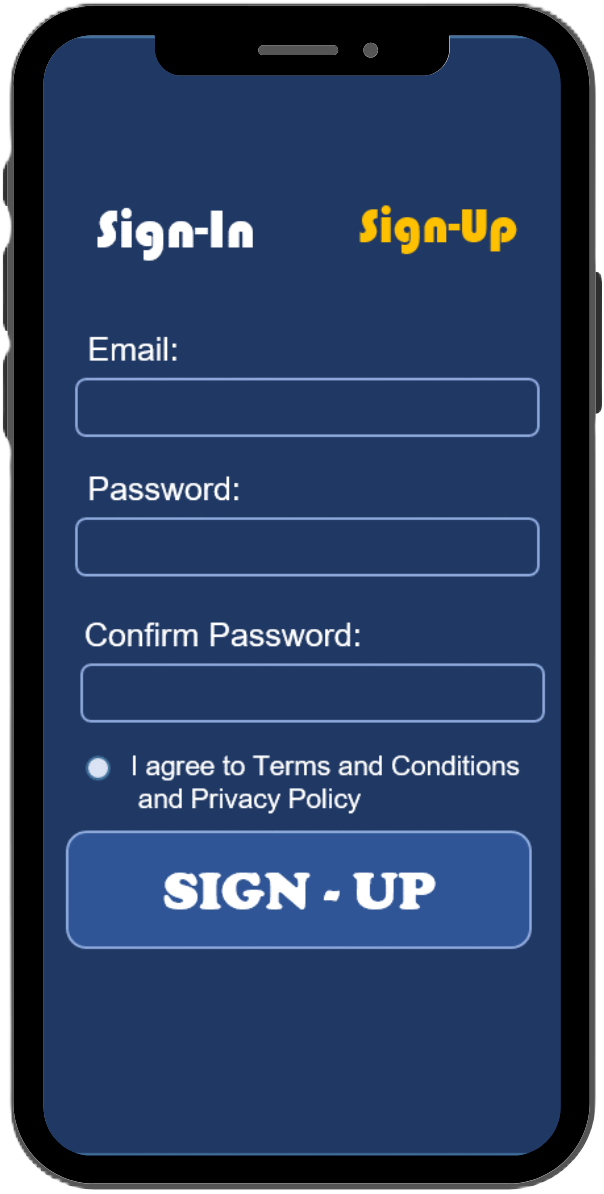 Sign-In Sign-Up
Email:
Password:
Confirm Password:
I agree to Terms and Conditions
and Privacy Policy
SIGN - UP